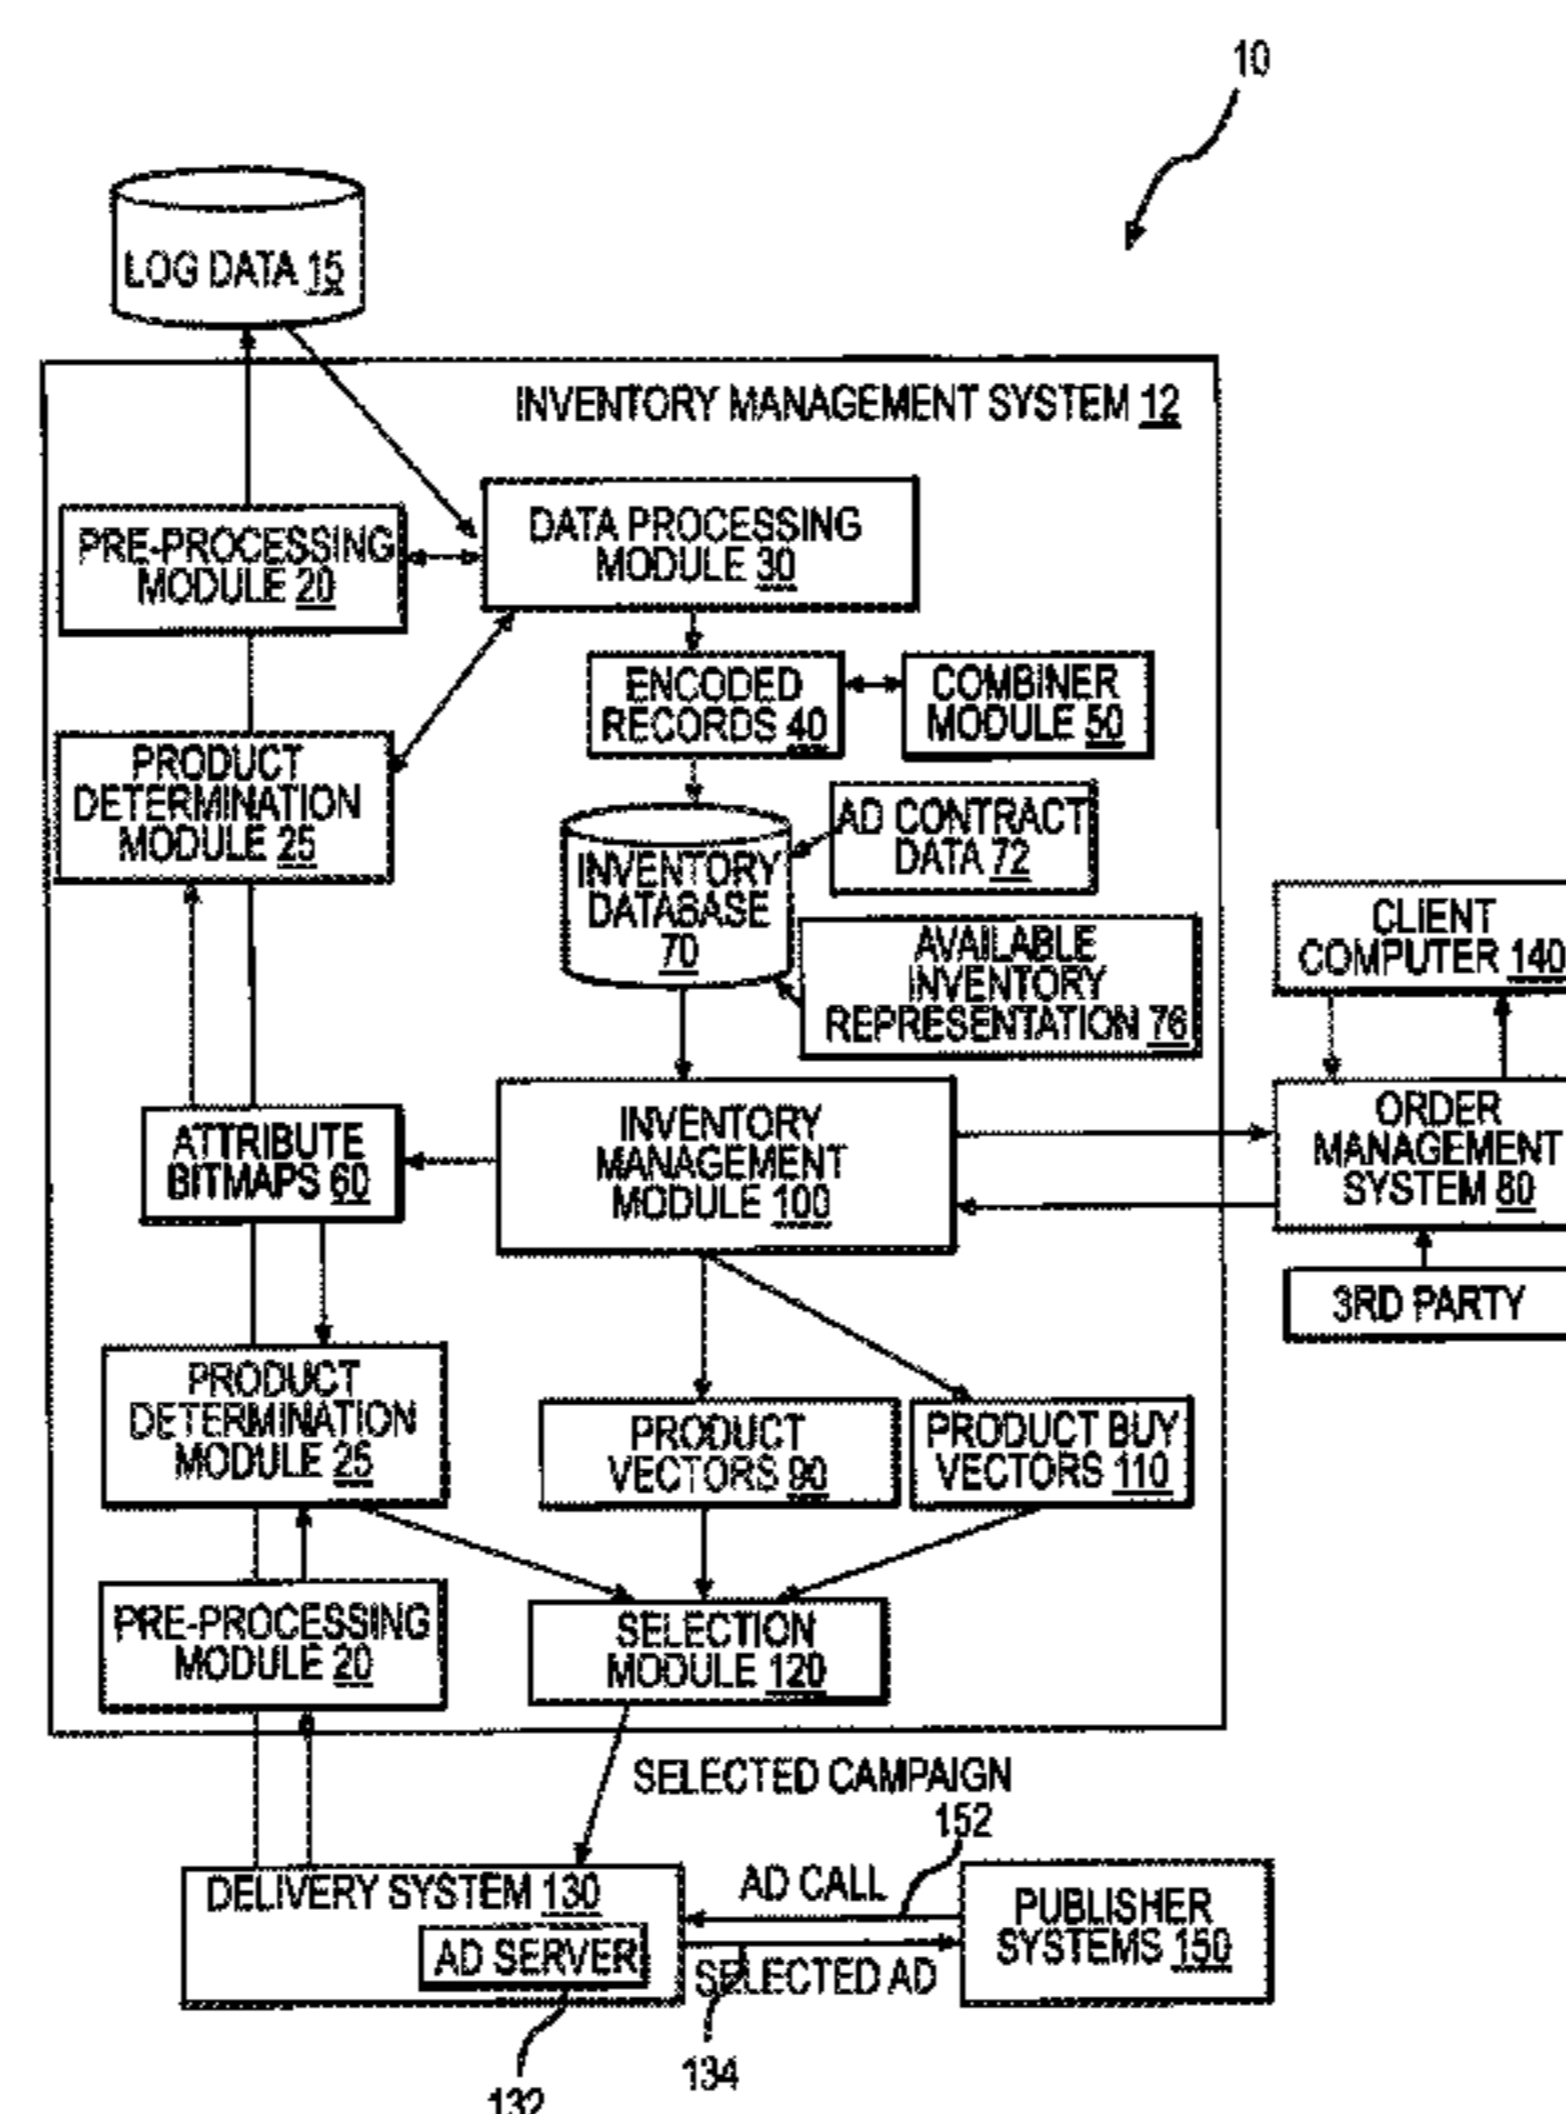 10
LOG DATA 15
INVENTORY MANAGEMENT SYSTEM 12
PRE-PROCESSING
MODULE 20
DATA PROCESSING
MODULE 30
ENCODED
RECORDS 40
COMBINER
MODULE 50
PRODUCT
DETERMINATION
MODULE 25
AD CONTRACT
DATA 72
INVENTORY
DATABASE
70
AVAILABLE
INVENTORY
REPRESENTATION 76
CLIENT
COMPUTER 140
ATTRIBUTE
BITMAPS 60
INVENTORY
MANAGEMENT
MODULE 100
ORDER
MANAGEMENT
SYSTEM 80
3RD PARTY
PRODUCT
DETERMINATION
MODULE 25
PRODUCT
VECTORS 90
PRODUCT BUY
VECTORS 110
PRE-PROCESSING
MODULE 20
SELECTION
MODULE 120
SELECTED CAMPAIGN
152
DELIVERY SYSTEM 130
AD SERVER
AD CALL
SELECTED AD
PUBLISHER
SYSTEMS 150
134
132